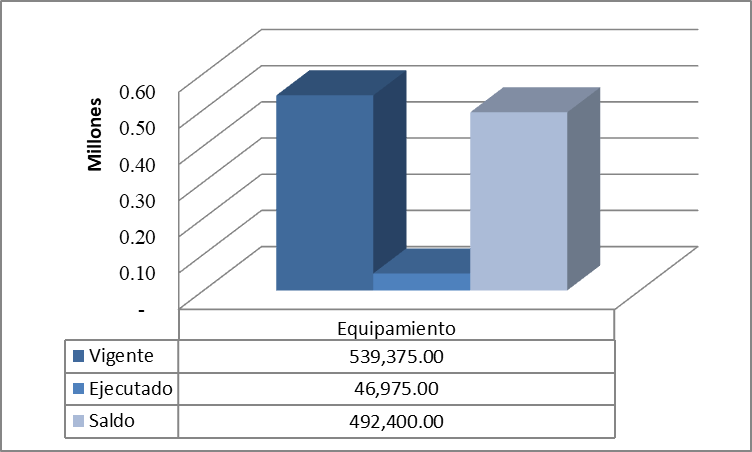 Millones
0.60
0.50
0.40
0.30
0.20
0.10
-
Equipamiento
Vigente 539,375.00
Ejecutado 46,975.00
Saldo 492,400.00